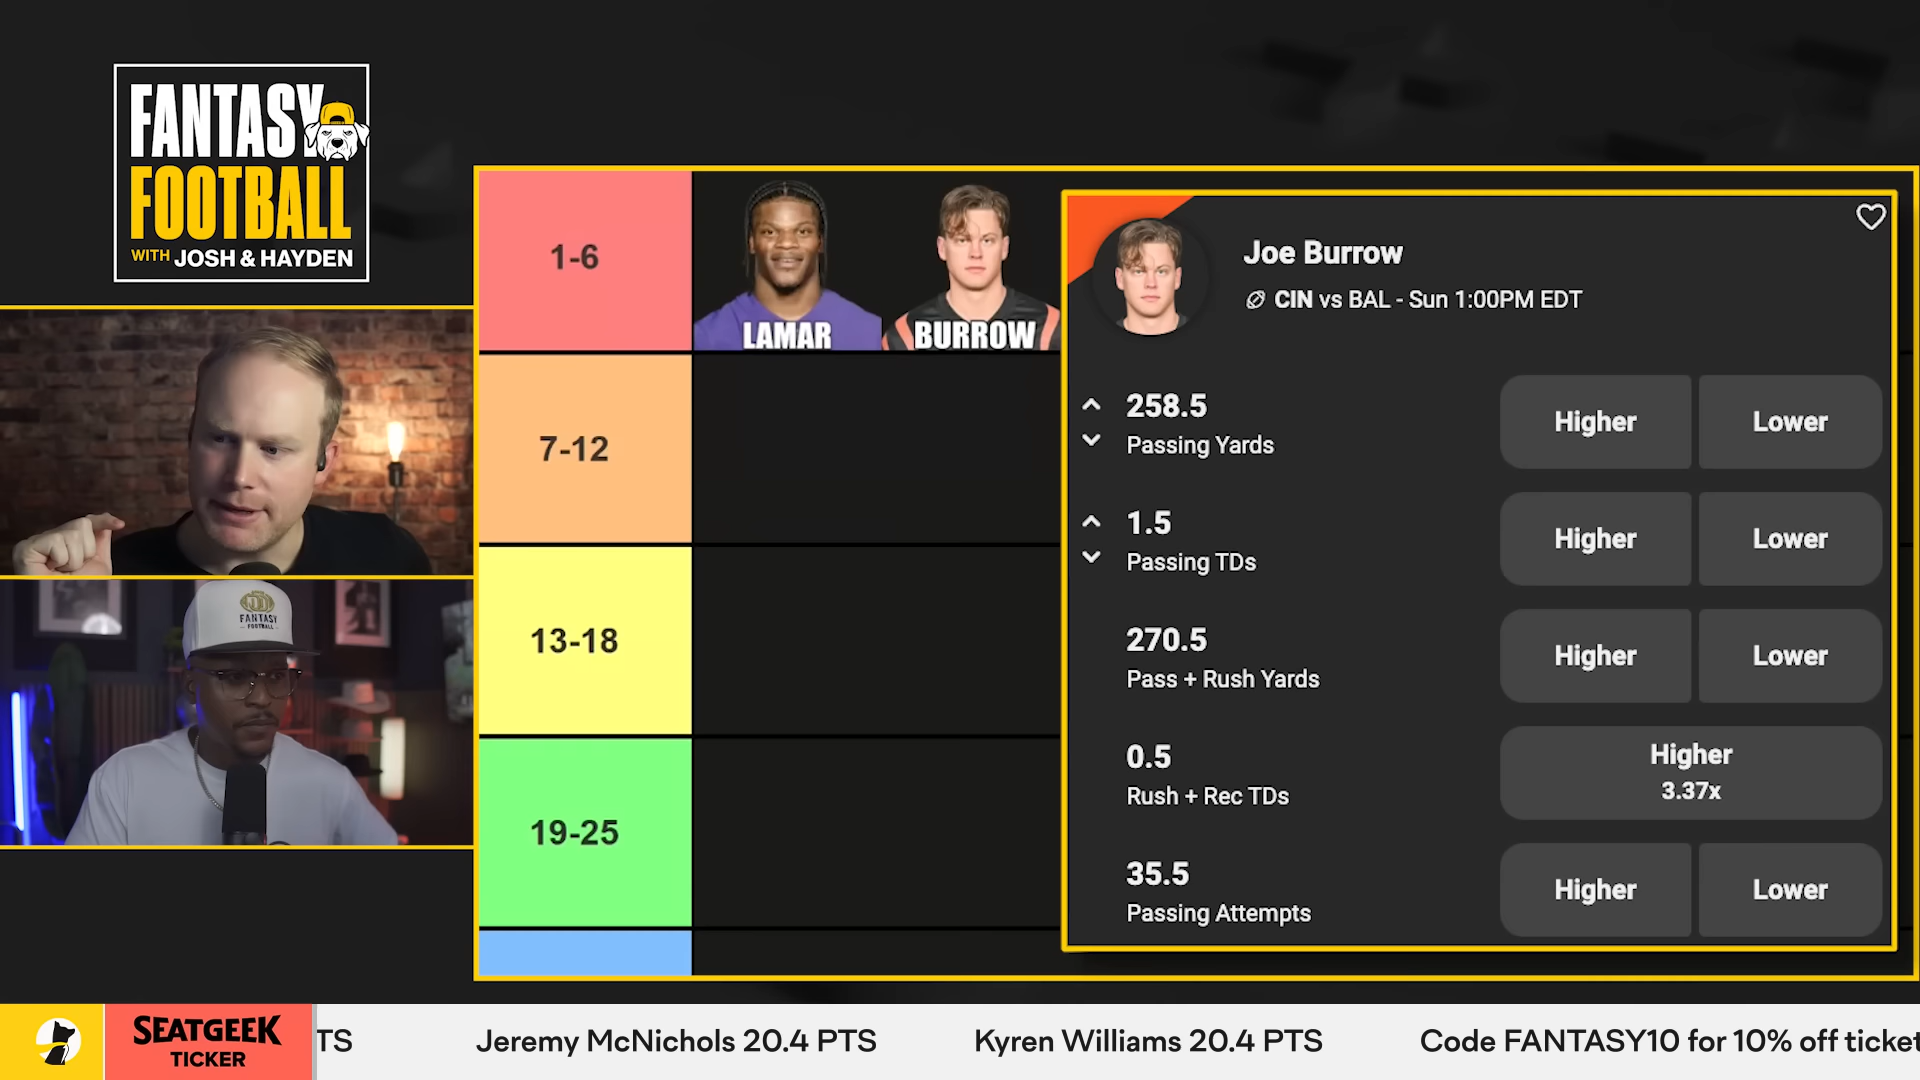 FANTASY
FOOTBALL
WITH JOSH & HAYDEN
1-6
7-12
13-18
19-25
LAMAR
BURROW
Joe Burrow
CIN vs BAL - Sun 1:00PM EDT
258.5
Passing Yards
Higher
Lower
1.5
Passing TDs
Higher
Lower
270.5
Pass + Rush Yards
Higher
Lower
0.5
Rush + Rec TDs
Higher
3.37x
35.5
Passing Attempts
Higher
Lower
FANTASY
FOOTBALL
SEATGEEK
TICKER
TS Jeremy McNichols 20.4 PTS Kyren Williams 20.4 PTS Code FANTASY10 for 10% off ticket